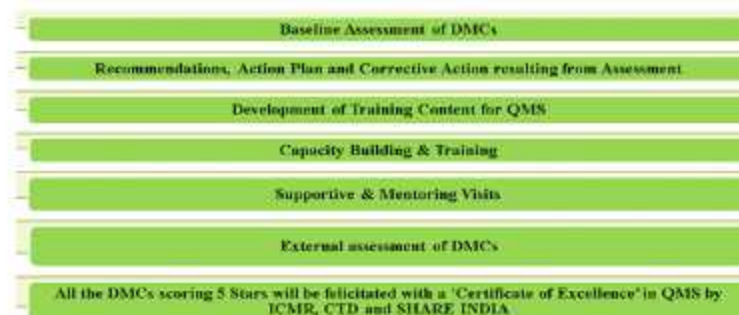 Baseline Assessment of DMCs
Recommendations, Action Plan and Corrective Action resulting from Assessment
Development of Training Content for QMS
Capacity Building & Training
Supportive & Mentoring Visits
External assessment of DMCs
All the DMCs scoring 5 Stars will be felicitated with a 'Certificate of Excellence' in QMS by
ICMR, CTD and SHARE INDIA